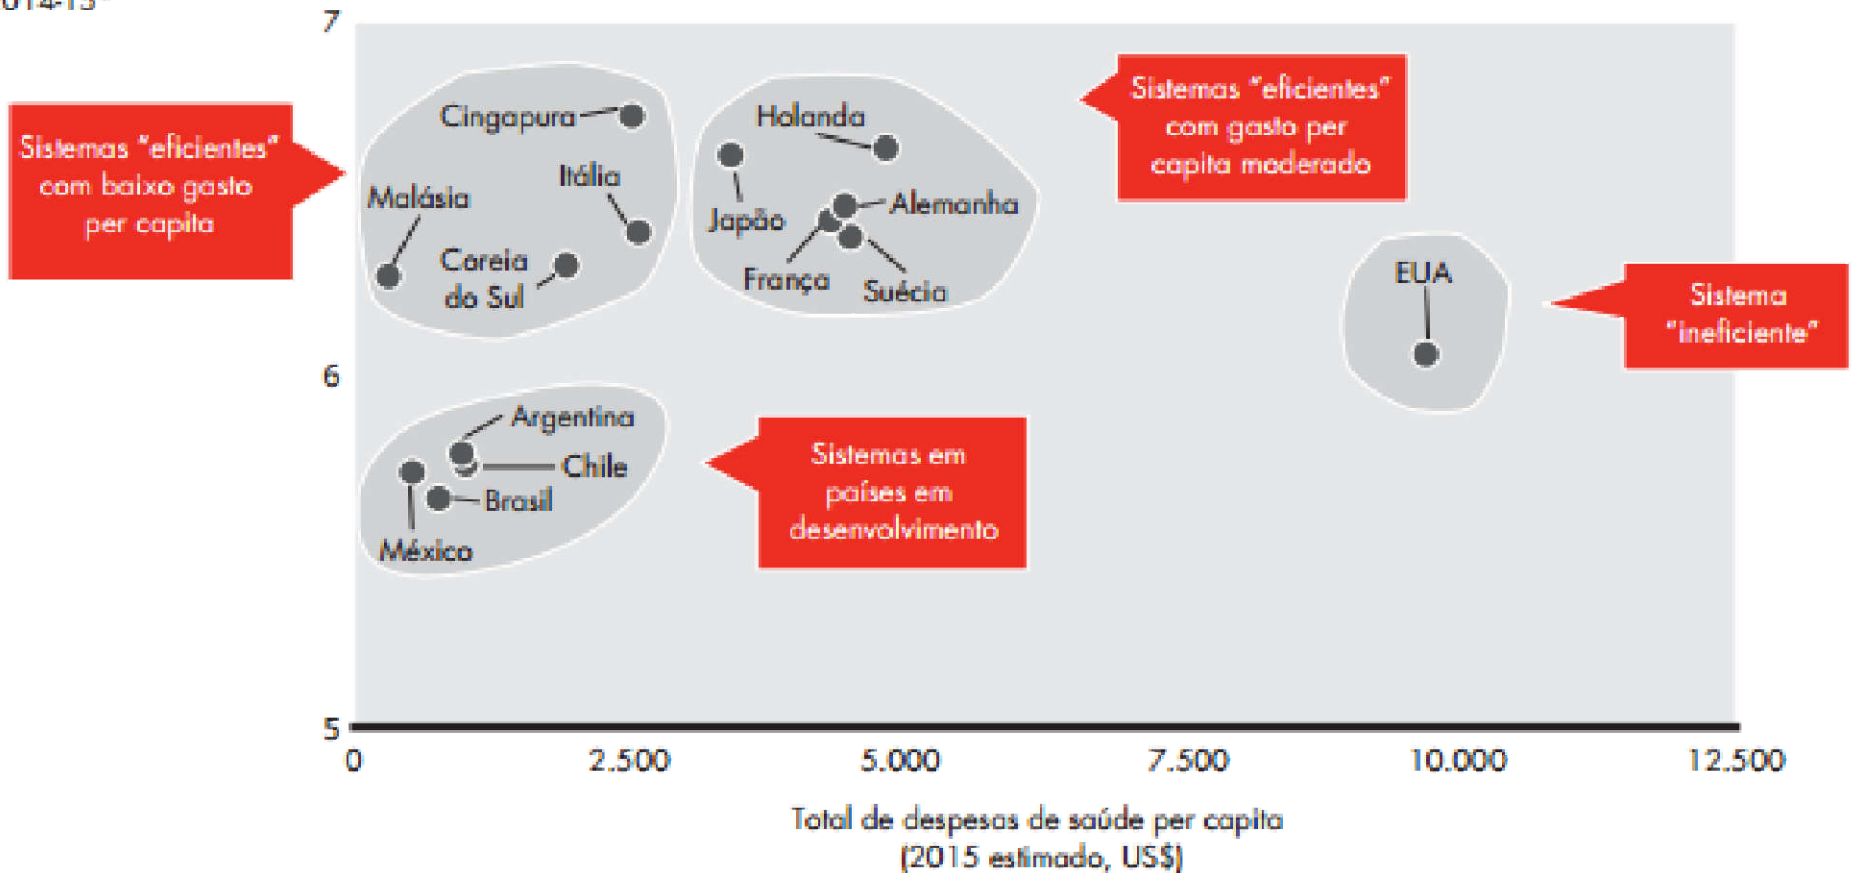 7
Sistemas "eficientes"
com baixo gasto
per capita
Cingapura
Itália
Malásia
Coreia
do Sul
Holanda
Japão
Alemanha
França
Suécia
Sistemas "eficientes"
com gasto per
capita moderado
EUA
Sistema
"ineficiente"
6
Argentina
Chile
Brasil
México
Sistemas em
países em
desenvolvimento
5
0
2.500
5.000
7.500
10.000
12.500
Total de despesas de saúde per capita
(2015 estimado, US$)